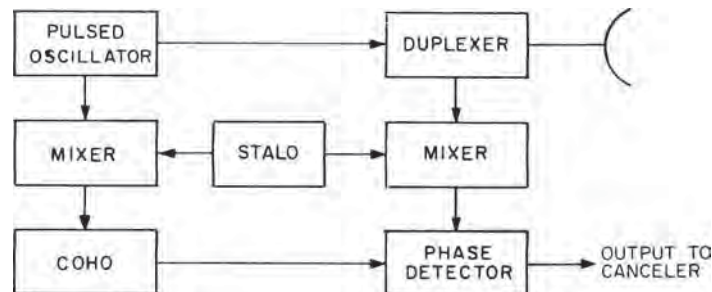 PULSED
OSCILLATOR
DUPLEXER
MIXER
STALO
MIXER
COHO
PHASE
DETECTOR
OUTPUT TO
CANCELER